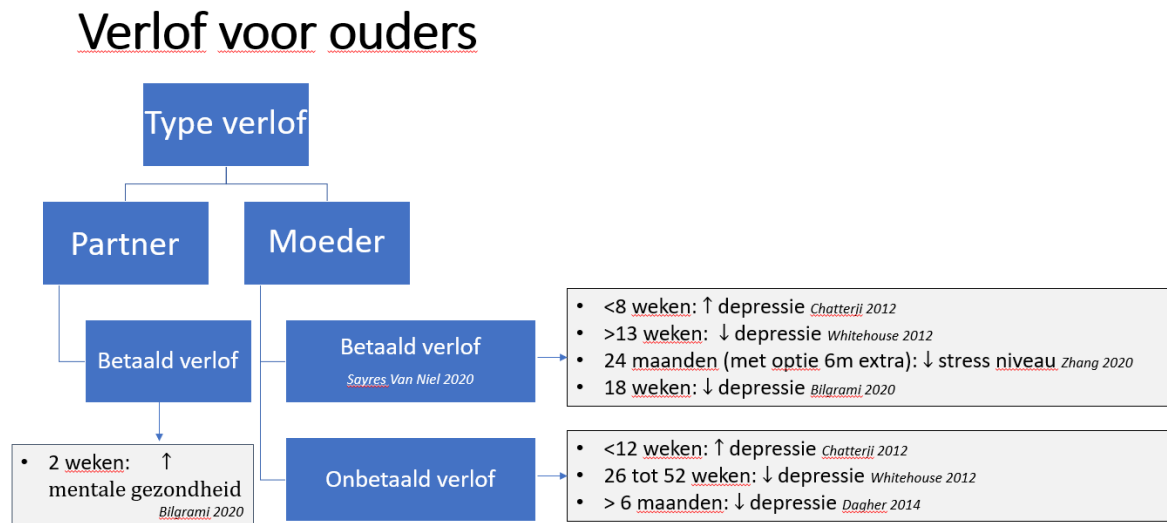 Verlof voor ouders
Type verlof
Partner
Moeder
Betaald verlof
• 2 weken: ↑
mentale gezondheid
Bilgrami 2020
Betaald verlof
Sayres Van Niel 2020
• <8 weken: ↑ depressie Chatterji 2012
• >13 weken: ↓ depressie Whitehouse 2012
• 24 maanden (met optie 6m extra): ↓ stress niveau Zhang 2020
• 18 weken: ↓ depressie Bilgrami 2020
Onbetaald verlof
• <12 weken: ↑ depressie Chatterji 2012
• 26 tot 52 weken: ↓ depressie Whitehouse 2012
• > 6 maanden: ↓ depressie Dagher 2014